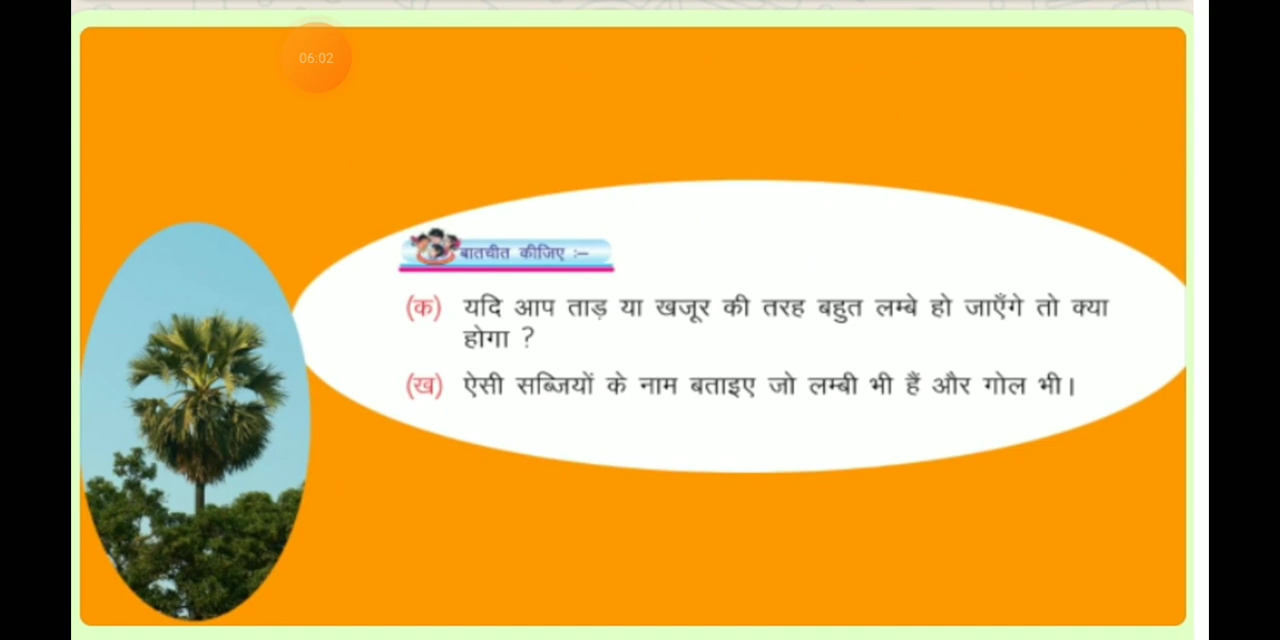 06:02
बातचीत कीजिए :–
(क) यदि आप ताड़ या खजूर की तरह बहुत लम्बे हो जाएँगे तो क्या
होगा ?
(ख) ऐसी सब्जियों के नाम बताइए जो लम्बी भी हैं और गोल भी।